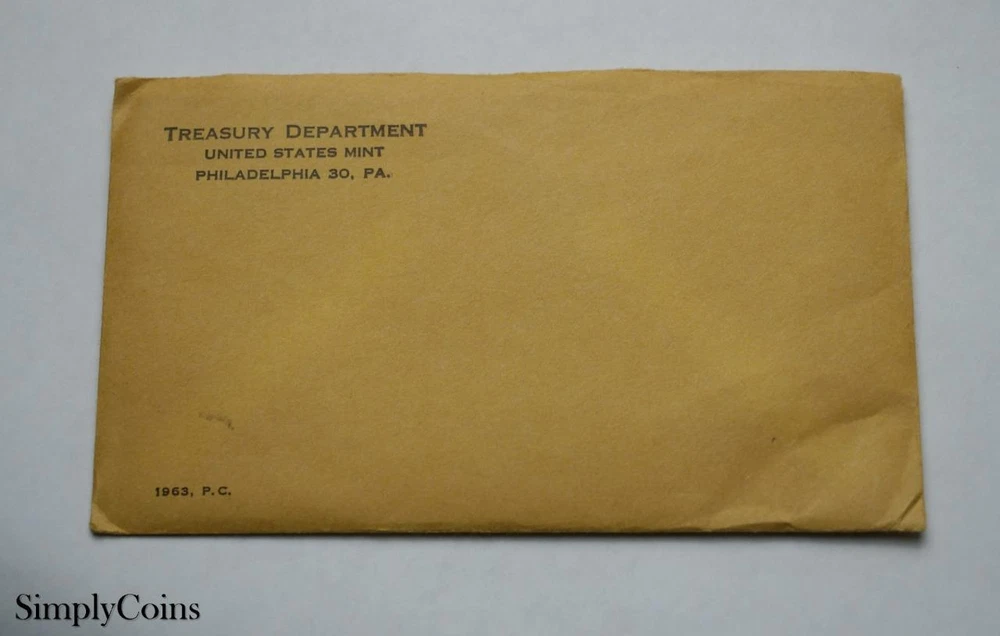 TREASURY DEPARTMENT
UNITED STATES MINT
PHILADELPHIA 30, PA.
1963, P.C.
SimplyCoins